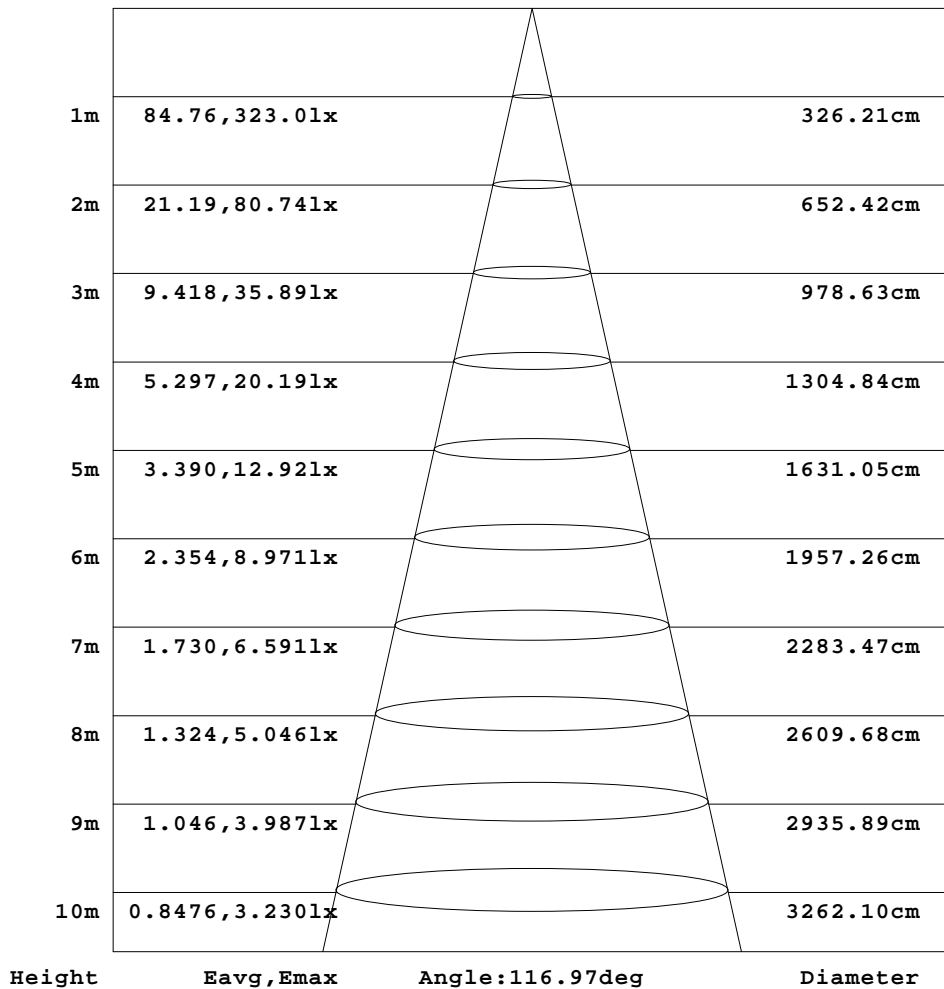 1m 84.76,323.0lx 326.21cm
2m 21.19,80.74lx 652.42cm
3m 9.418,35.89lx 978.63cm
4m 5.297,20.19lx 1304.84cm
5m 3.390,12.92lx 1631.05cm
6m 2.354,8.971lx 1957.26cm
7m 1.730,6.591lx 2283.47cm
8m 1.324,5.046lx 2609.68cm
9m 1.046,3.987lx 2935.89cm
10m 0.8476,3.230lx 3262.10cm
Height Eavg,Emax Angle:116.97deg Diameter